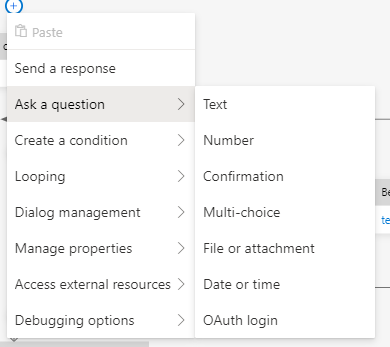 Paste
Send a response
Ask a question
Create a condition
Looping
Dialog management
Manage properties
Access external resources
Debugging options
Text
Number
Confirmation
Multi-choice
File or attachment
Date or time
OAuth login